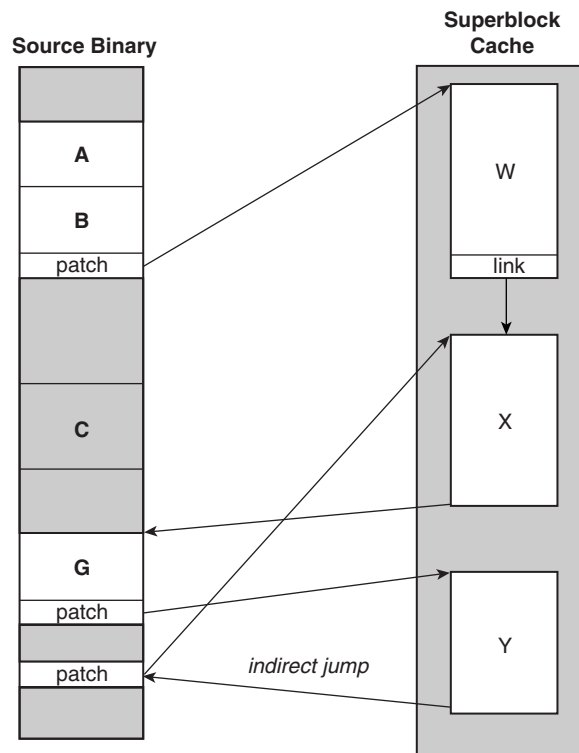 Source Binary
Superblock
Cache
A
B
patch
C
G
patch
patch
W
link
X
Y
indirect jump